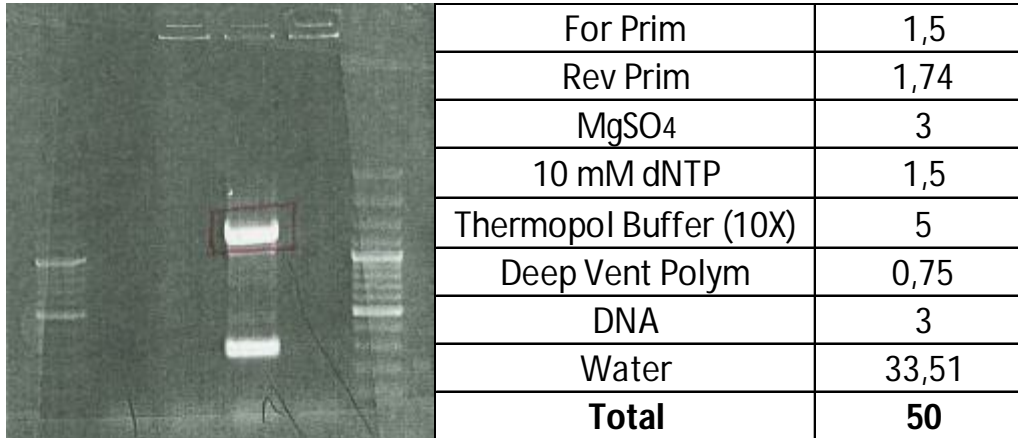 For Prim 1,5
Rev Prim 1,74
MgSO4 3
10 mM dNTP 1,5
Thermopol Buffer (10X) 5
Deep Vent Polym 0,75
DNA 3
Water 33,51
Total 50